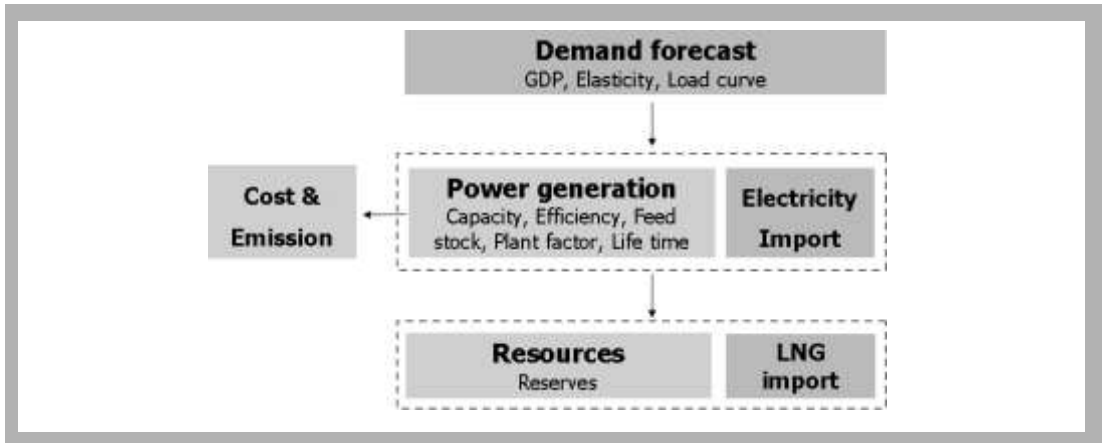 Demand forecast
GDP, Elasticity, Load curve
Cost &
Emission
Power generation
Capacity, Efficiency, Feed
stock, Plant factor, Life time
Electricity
Import
Resources
Reserves
LNG
import